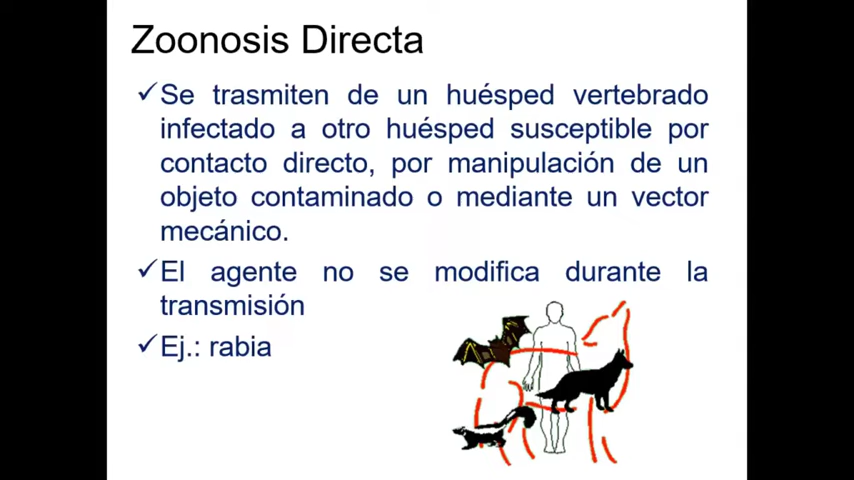 Zoonosis Directa
✓Se trasmiten de un huésped vertebrado
infectado a otro huésped susceptible por
contacto directo, por manipulación de un
objeto contaminado o mediante un vector
mecánico.
✓El agente no se modifica durante la
transmisión
✓Ej.: rabia